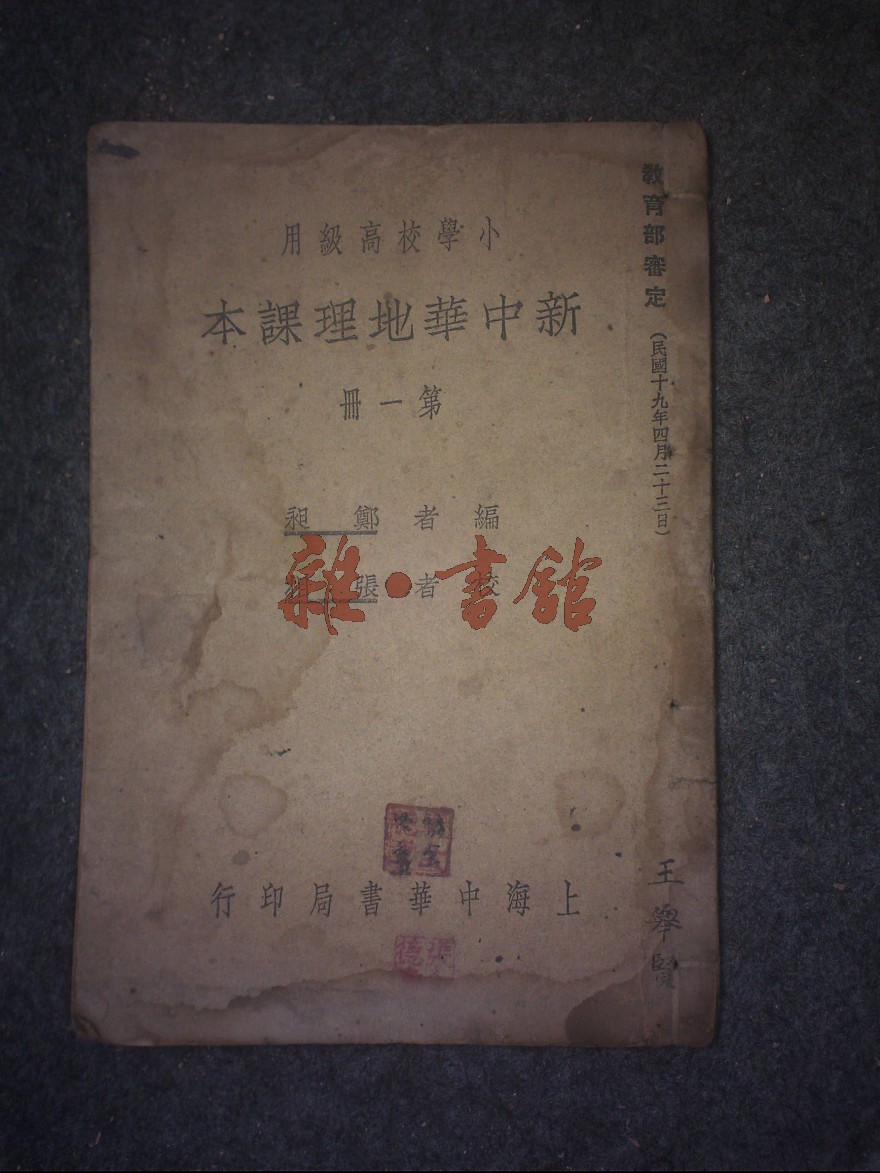 教育部審定(民國十九年四月二十三日)
小學校高級用
新中華地理課本
第一冊
編者鄭昶
校者張
雜·書館
上海中華書局印行
王舉賢